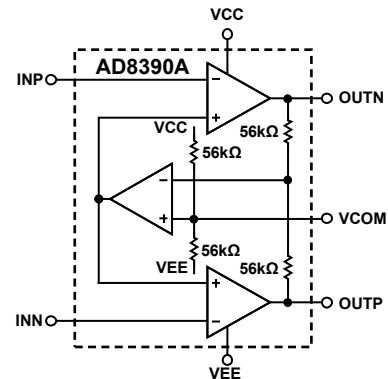 VCC
AD8390A
INP
−
+
OUTN
VCC
56kΩ
56kΩ
−
+
VCOM
56kΩ
VEE
56kΩ
+
−
OUTP
INN
VEE